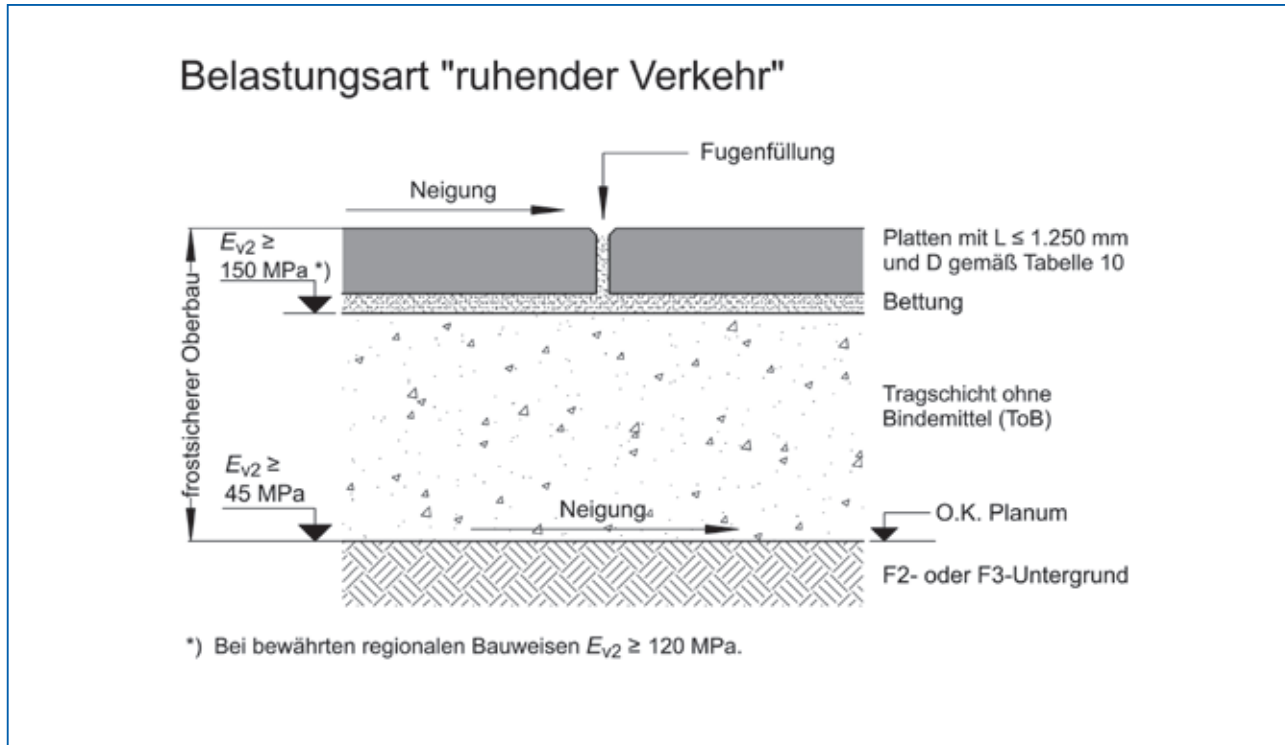 Belastungsart "ruhender Verkehr"
Fugenfüllung
Neigung
Ev2 ≥
150 MPa *)
Platten mit L ≤ 1.250 mm
und D gemäß Tabelle 10
Bettung
frostsicherer Oberbau
Tragschicht ohne
Bindemittel (ToB)
Ev2 ≥
45 MPa
Neigung
O.K. Planum
F2- oder F3-Untergrund
*) Bei bewährten regionalen Bauweisen Ev2 ≥ 120 MPa.